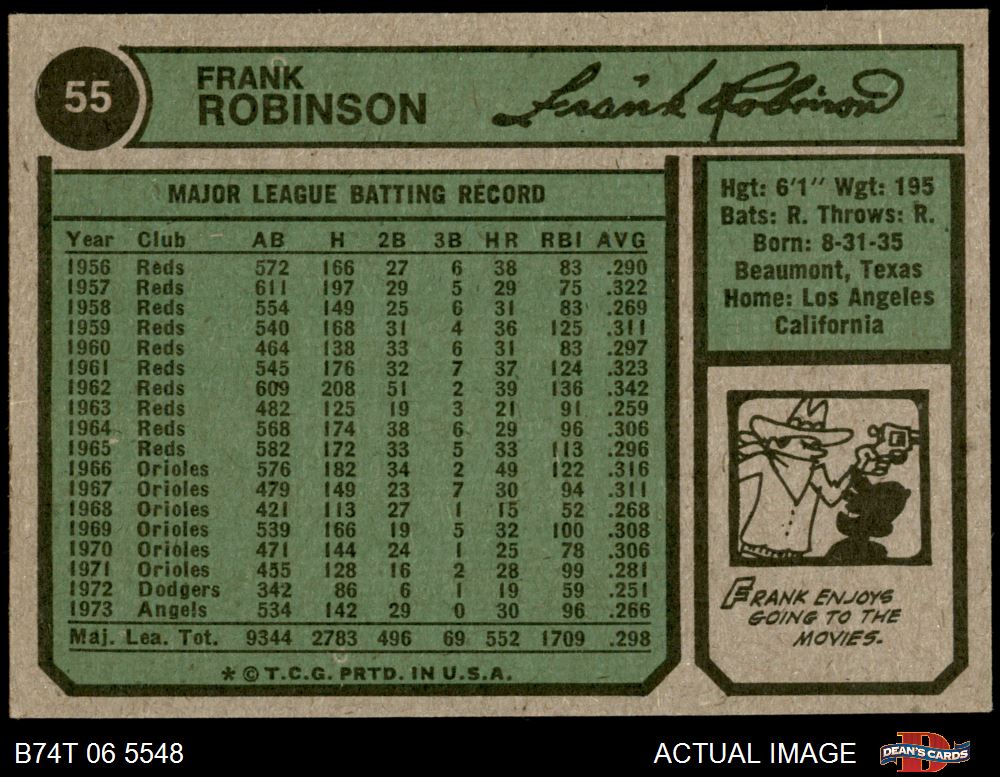 55
FRANK
ROBINSON
Frank Robinson
MAJOR LEAGUE BATTING RECORD
Year Club AB H 2B 3B HR RBI AVG
1956 Reds 572 166 27 6 38 83 .290
1957 Reds 611 197 29 5 29 75 .322
1958 Reds 554 149 25 6 31 83 .269
1959 Reds 540 168 31 4 36 125 .311
1960 Reds 464 138 33 6 31 83 .297
1961 Reds 545 176 32 7 37 124 .323
1962 Reds 609 208 51 2 39 136 .342
1963 Reds 482 125 19 3 21 91 .259
1964 Reds 568 174 38 6 29 96 .306
1965 Reds 582 172 33 5 33 113 .296
1966 Orioles 576 182 34 2 49 122 .316
1967 Orioles 479 149 23 7 30 94 .311
1968 Orioles 421 113 27 1 15 52 .268
1969 Orioles 539 166 19 5 32 100 .308
1970 Orioles 471 144 24 1 25 78 .306
1971 Orioles 455 128 16 2 28 99 .281
1972 Dodgers 342 86 6 1 19 59 .251
1973 Angels 534 142 29 0 30 96 .266
Maj. Lea. Tot. 9344 2783 496 69 552 1709 .298
* © T.C.G. PRTD. IN U.S.A.
Hgt: 6'1" Wgt: 195
Bats: R. Throws: R.
Born: 8-31-35
Beaumont, Texas
Home: Los Angeles
California
FRANK ENJOYS
GOING TO THE
MOVIES.
B74T 06 5548
ACTUAL IMAGE
D
DEAN'S CARDS